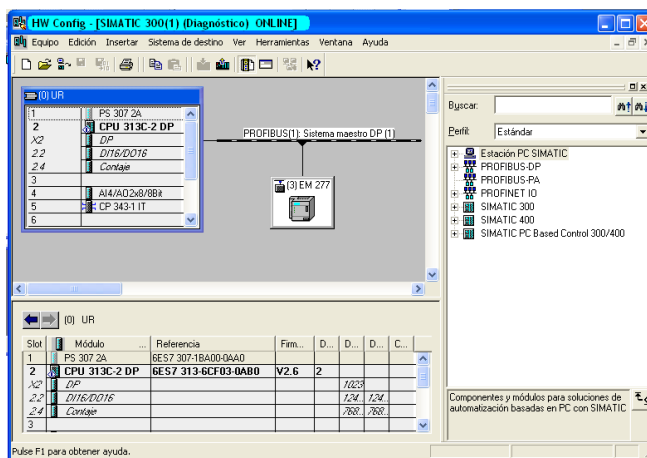 HW Config - [SIMATIC 300(1) (Diagnóstico) ONLINE]
Equipo Edición Insertar Sistema de destino Ver Herramientas Ventana Ayuda
(0) UR
1 PS 307 2A
2 CPU 313C-2 DP
X2 DP
2.2 DI16/DO16
2.4 Contaje
3
4 AI4/AO2x8/8Bit
5 CP 343-1 IT
6
PROFIBUS(1): Sistema maestro DP (1)
(3) EM 277
Buscar:
Perfil: Estándar
Estación PC SIMATIC
PROFIBUS-DP
PROFIBUS-PA
PROFINET IO
SIMATIC 300
SIMATIC 400
SIMATIC PC Based Control 300/400
(0) UR
Slot Módulo ... Referencia Firm... D... D... D... C...
1 PS 307 2A 6ES7 307-1BA00-0AA0
2 CPU 313C-2 DP 6ES7 313-6CF03-0AB0 V2.6 2
X2 DP 1023
2.2 DI16/DO16 124... 124...
2.4 Contaje 768... 768...
3
Componentes y módulos para soluciones de
automatización basadas en PC con SIMATIC
Pulse F1 para obtener ayuda.